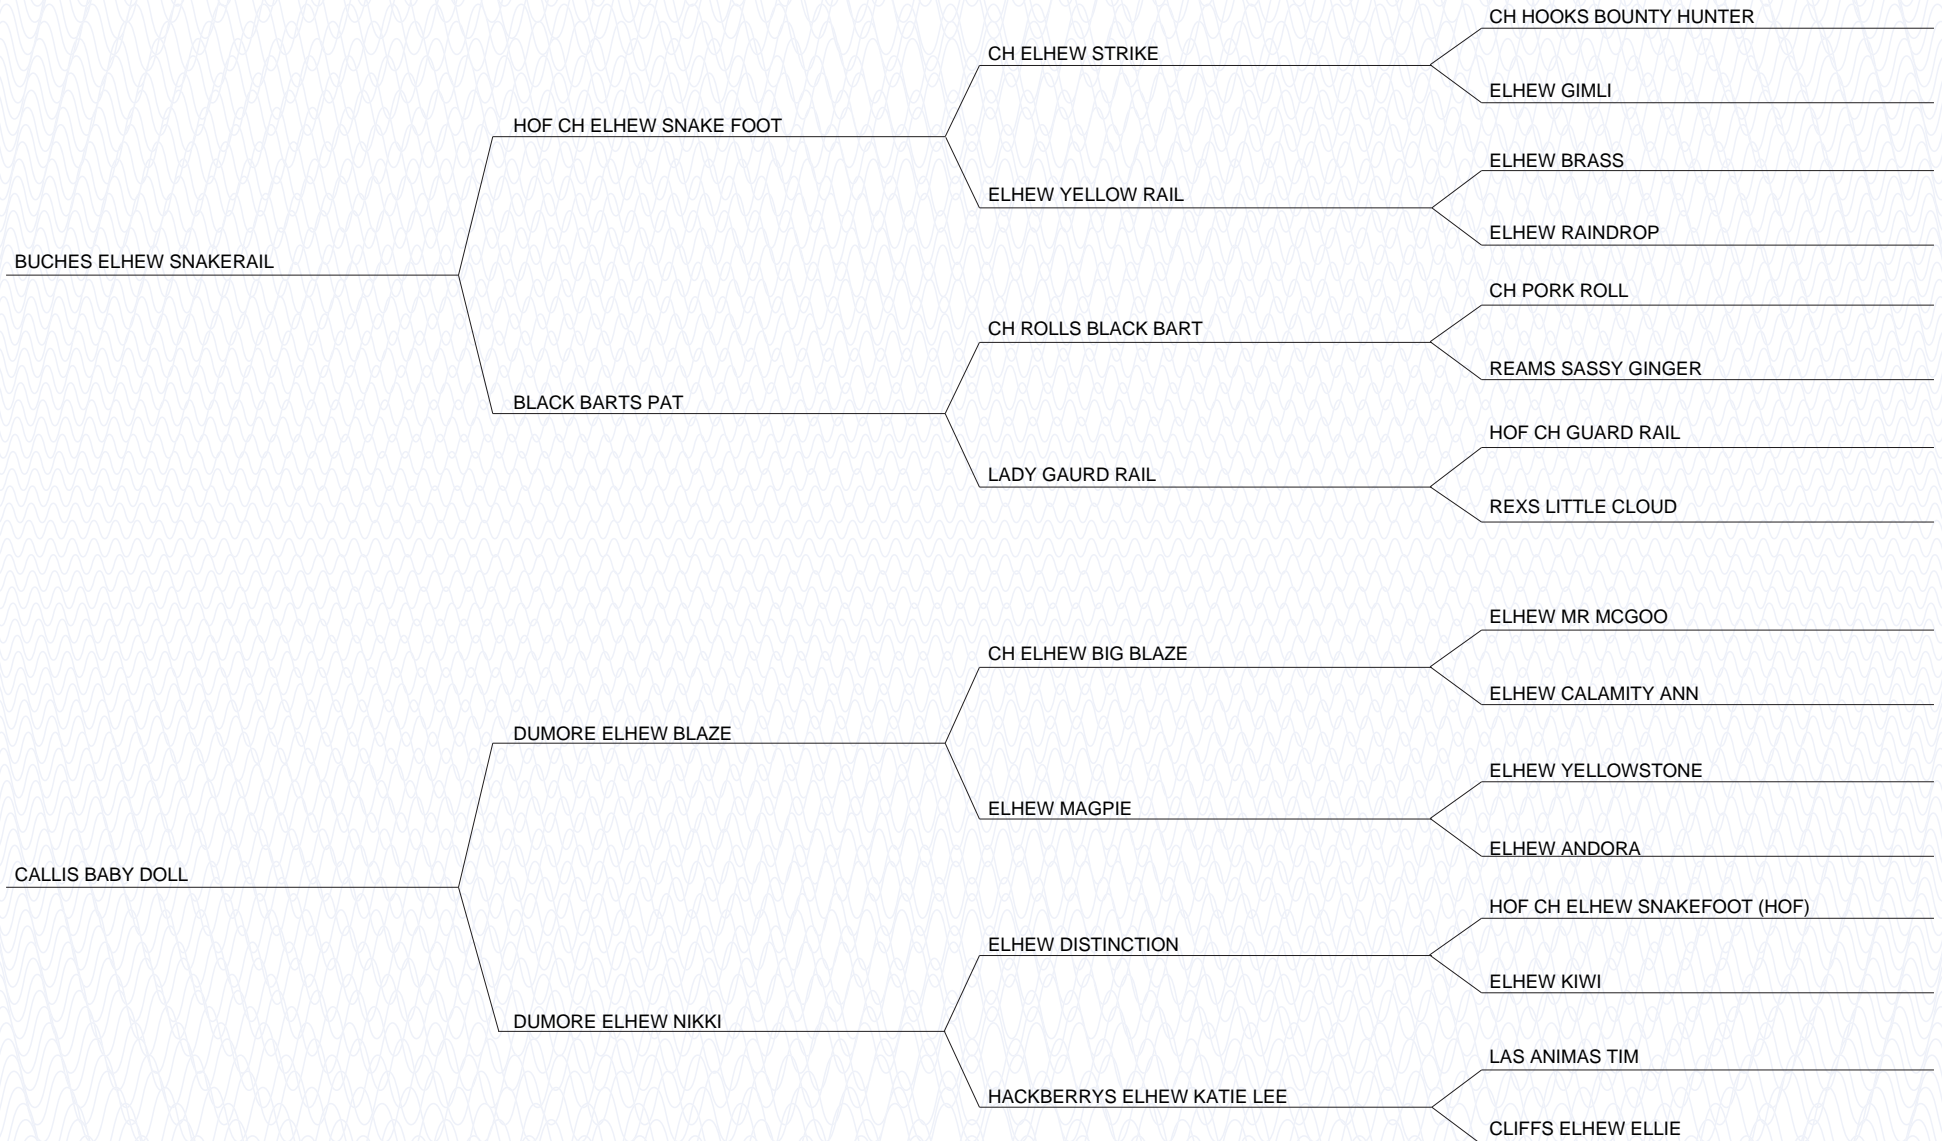 CH HOOKS BOUNTY HUNTER
CH ELHEW STRIKE
ELHEW GIMLI
HOF CH ELHEW SNAKE FOOT
ELHEW BRASS
ELHEW YELLOW RAIL
ELHEW RAINDROP
BUCHES ELHEW SNAKERAIL
CH PORK ROLL
CH ROLLS BLACK BART
REAMS SASSY GINGER
BLACK BARTS PAT
HOF CH GUARD RAIL
LADY GAURD RAIL
REXS LITTLE CLOUD
ELHEW MR MCGOO
CH ELHEW BIG BLAZE
ELHEW CALAMITY ANN
DUMORE ELHEW BLAZE
ELHEW YELLOWSTONE
ELHEW MAGPIE
ELHEW ANDORA
CALLIS BABY DOLL
HOF CH ELHEW SNAKEFOOT (HOF)
ELHEW DISTINCTION
ELHEW KIWI
DUMORE ELHEW NIKKI
LAS ANIMAS TIM
HACKBERRYS ELHEW KATIE LEE
CLIFFS ELHEW ELLIE